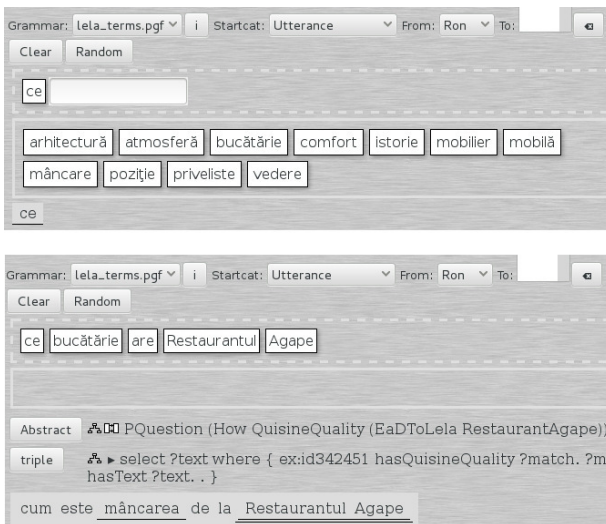 Grammar: lela_terms.pgf i Startcat: Utterance From: Ron To:
Clear Random
ce
arhitectură atmosferă bucătărie comfort istorie mobilier mobilă
mâncare poziţie priveliste vedere
ce
Grammar: lela_terms.pgf i Startcat: Utterance From: Ron To:
Clear Random
ce bucătărie are Restaurantul Agape
Abstract PQuestion (How QuisineQuality (EaDToLela RestaurantAgape))
triple ▸ select ?text where { ex:id342451 hasQuisineQuality ?match. ?m
hasText ?text. . }
cum este mâncarea de la Restaurantul Agape